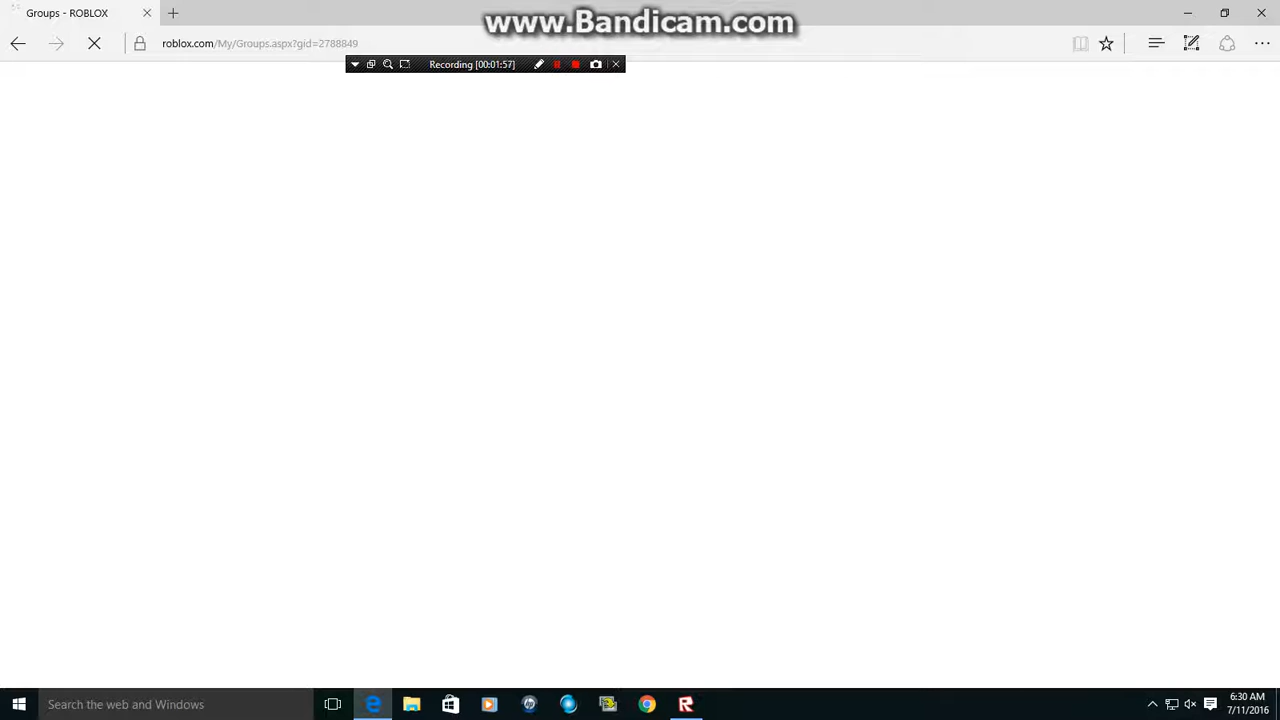 Groups - ROBLOX
www.Bandicam.com
roblox.com/My/Groups.aspx?gid=2788849
Recording [00:01:57]
Search the web and Windows
6:30 AM
7/11/2016